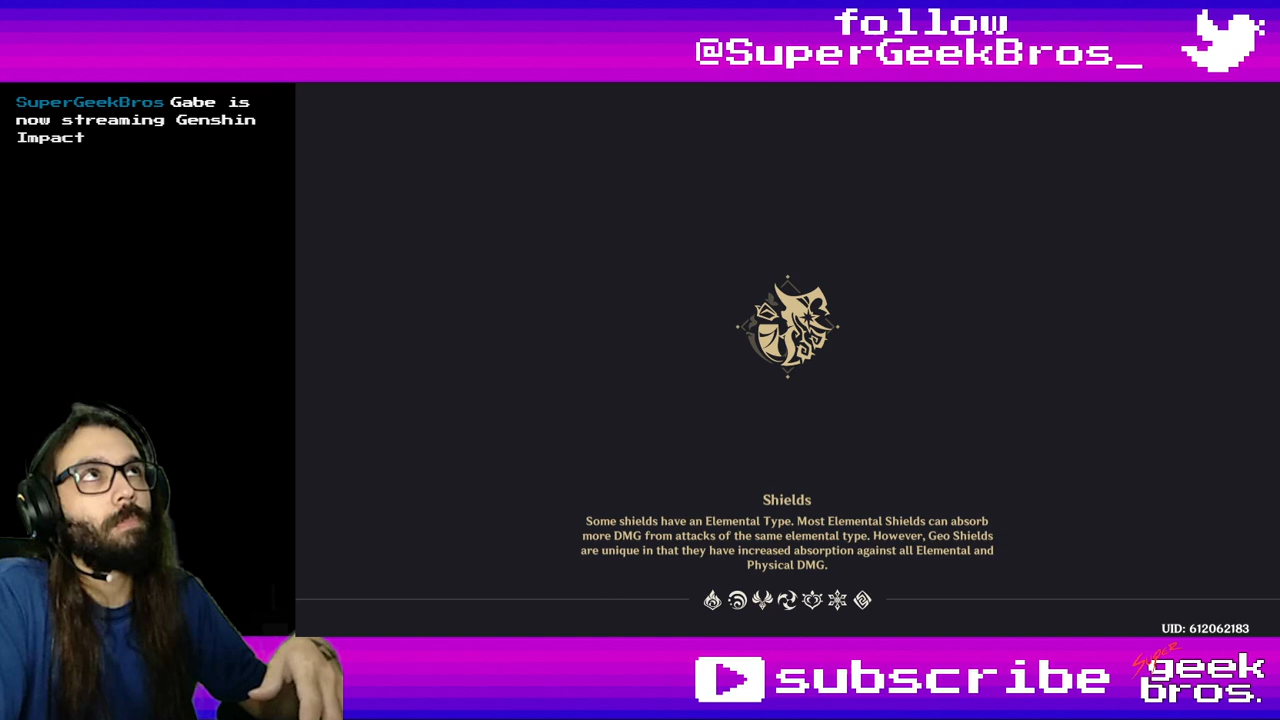 follow
@SuperGeekBros_
SuperGeekBros Gabe is
now streaming Genshin
Impact
Shields
Some shields have an Elemental Type. Most Elemental Shields can absorb
more DMG from attacks of the same elemental type. However, Geo Shields
are unique in that they have increased absorption against all Elemental and
Physical DMG.
UID: 612062183
subscribe
SUPER
geek
bros.